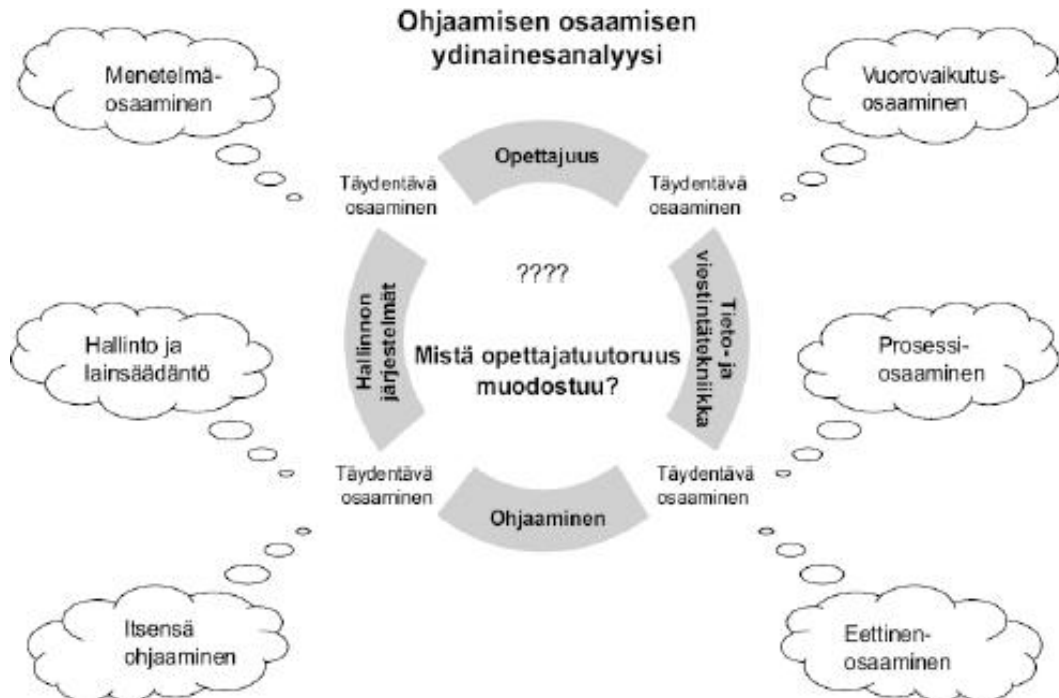 Ohjaamisen osaamisen
ydinainesanalyysi
Menetelmä-
osaaminen
Vuorovaikutus-
osaaminen
Opettajuus
Täydentävä
osaaminen
Täydentävä
osaaminen
????
Hallinnon
järjestelmät
Tieto- ja
viestintätekniikka
Hallinto ja
lainsäädäntö
Mistä opettajatuutoruus
muodostuu?
Prosessi-
osaaminen
Täydentävä
osaaminen
Täydentävä
osaaminen
Ohjaaminen
Itsensä
ohjaaminen
Eettinen-
osaaminen